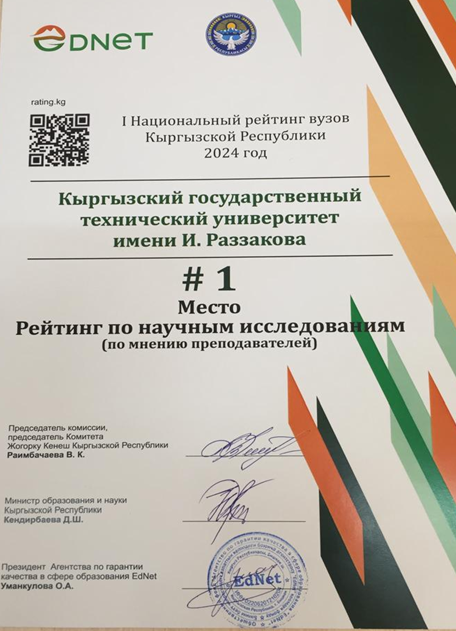 EDNET
rating.kg
I Национальный рейтинг вузов
Кыргызской Республики
2024 год
Кыргызский государственный
технический университет
имени И. Раззакова
# 1
Место
Рейтинг по научным исследованиям
(по мнению преподавателей)
Председатель комиссии,
председатель Комитета
Жогорку Кенеш Кыргызской Республики
Раимбачаева В. К.
Министр образования и науки
Кыргызской Республики
Кендирбаева Д.Ш.
Президент Агентства по гарантии
качества в сфере образования EdNet
Уманкулова О.А.
EdNet